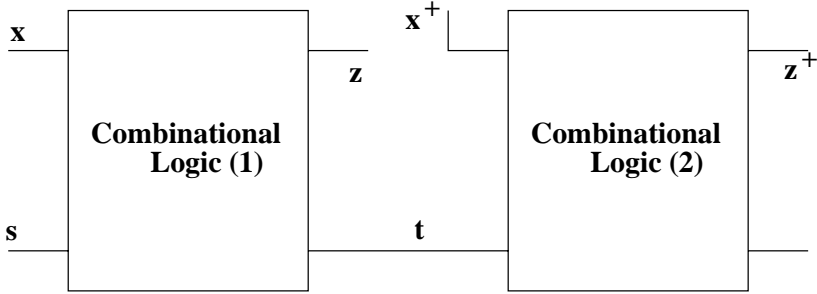 x
z
x+
z+
Combinational
Logic (1)
Combinational
Logic (2)
s
t